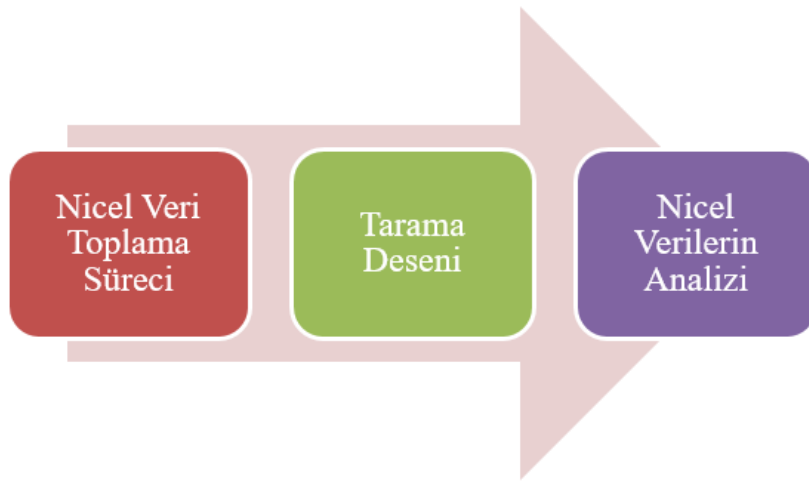 Nicel Veri
Toplama
Süreci
Tarama
Deseni
Nicel
Verilerin
Analizi